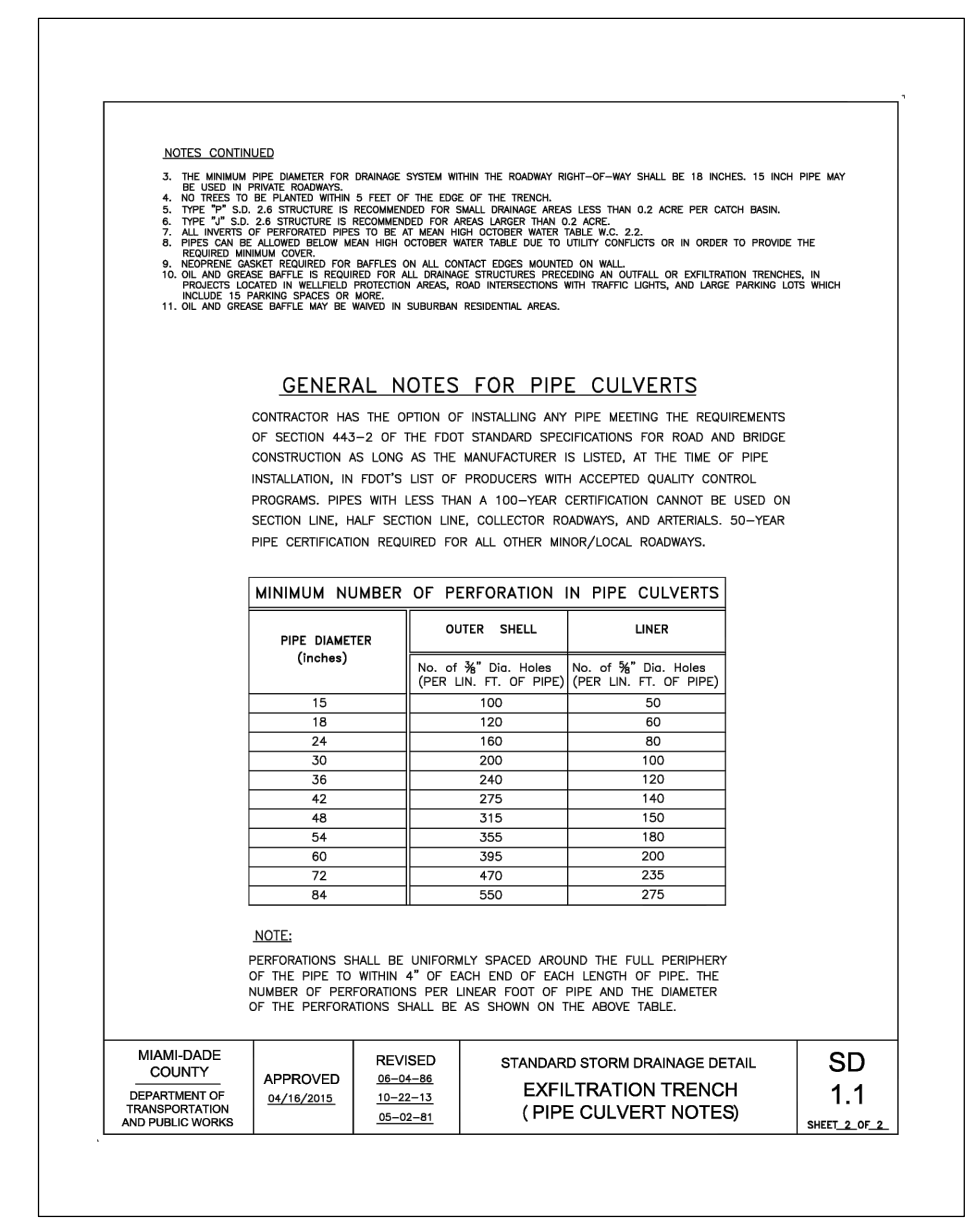 NOTES CONTINUED
3. THE MINIMUM PIPE DIAMETER FOR DRAINAGE SYSTEM WITHIN THE ROADWAY RIGHT-OF-WAY SHALL BE 18 INCHES. 15 INCH PIPE MAY
BE USED IN PRIVATE ROADWAYS.
4. NO TREES TO BE PLANTED WITHIN 5 FEET OF THE EDGE OF THE TRENCH.
5. TYPE "P" S.D. 2.6 STRUCTURE IS RECOMMENDED FOR SMALL DRAINAGE AREAS LESS THAN 0.2 ACRE PER CATCH BASIN.
6. TYPE "J" S.D. 2.6 STRUCTURE IS RECOMMENDED FOR AREAS LARGER THAN 0.2 ACRE.
7. ALL INVERTS OF PERFORATED PIPES TO BE AT MEAN HIGH OCTOBER WATER TABLE W.C. 2.2.
8. PIPES CAN BE ALLOWED BELOW MEAN HIGH OCTOBER WATER TABLE DUE TO UTILITY CONFLICTS OR IN ORDER TO PROVIDE THE
REQUIRED MINIMUM COVER.
9. NEOPRENE GASKET REQUIRED FOR BAFFLES ON ALL CONTACT EDGES MOUNTED ON WALL.
10. OIL AND GREASE BAFFLE IS REQUIRED FOR ALL DRAINAGE STRUCTURES PRECEDING AN OUTFALL OR EXFILTRATION TRENCHES, IN
PROJECTS LOCATED IN WELLFIELD PROTECTION AREAS, ROAD INTERSECTIONS WITH TRAFFIC LIGHTS, AND LARGE PARKING LOTS WHICH
INCLUDE 15 PARKING SPACES OR MORE.
11. OIL AND GREASE BAFFLE MAY BE WAIVED IN SUBURBAN RESIDENTIAL AREAS.
GENERAL NOTES FOR PIPE CULVERTS
CONTRACTOR HAS THE OPTION OF INSTALLING ANY PIPE MEETING THE REQUIREMENTS
OF SECTION 443-2 OF THE FDOT STANDARD SPECIFICATIONS FOR ROAD AND BRIDGE
CONSTRUCTION AS LONG AS THE MANUFACTURER IS LISTED, AT THE TIME OF PIPE
INSTALLATION, IN FDOT'S LIST OF PRODUCERS WITH ACCEPTED QUALITY CONTROL
PROGRAMS. PIPES WITH LESS THAN A 100-YEAR CERTIFICATION CANNOT BE USED ON
SECTION LINE, HALF SECTION LINE, COLLECTOR ROADWAYS, AND ARTERIALS. 50-YEAR
PIPE CERTIFICATION REQUIRED FOR ALL OTHER MINOR/LOCAL ROADWAYS.
MINIMUM NUMBER OF PERFORATION IN PIPE CULVERTS
PIPE DIAMETER
(inches)
OUTER SHELL
LINER
No. of ⅜" Dia. Holes
(PER LIN. FT. OF PIPE)
No. of ⅝" Dia. Holes
(PER LIN. FT. OF PIPE)
15 100 50
18 120 60
24 160 80
30 200 100
36 240 120
42 275 140
48 315 150
54 355 180
60 395 200
72 470 235
84 550 275
NOTE:
PERFORATIONS SHALL BE UNIFORMLY SPACED AROUND THE FULL PERIPHERY
OF THE PIPE TO WITHIN 4" OF EACH END OF EACH LENGTH OF PIPE. THE
NUMBER OF PERFORATIONS PER LINEAR FOOT OF PIPE AND THE DIAMETER
OF THE PERFORATIONS SHALL BE AS SHOWN ON THE ABOVE TABLE.
MIAMI-DADE
COUNTY
DEPARTMENT OF
TRANSPORTATION
AND PUBLIC WORKS
APPROVED
04/16/2015
REVISED
06-04-86
10-22-13
05-02-81
STANDARD STORM DRAINAGE DETAIL
EXFILTRATION TRENCH
( PIPE CULVERT NOTES)
SD
1.1
SHEET 2 OF 2